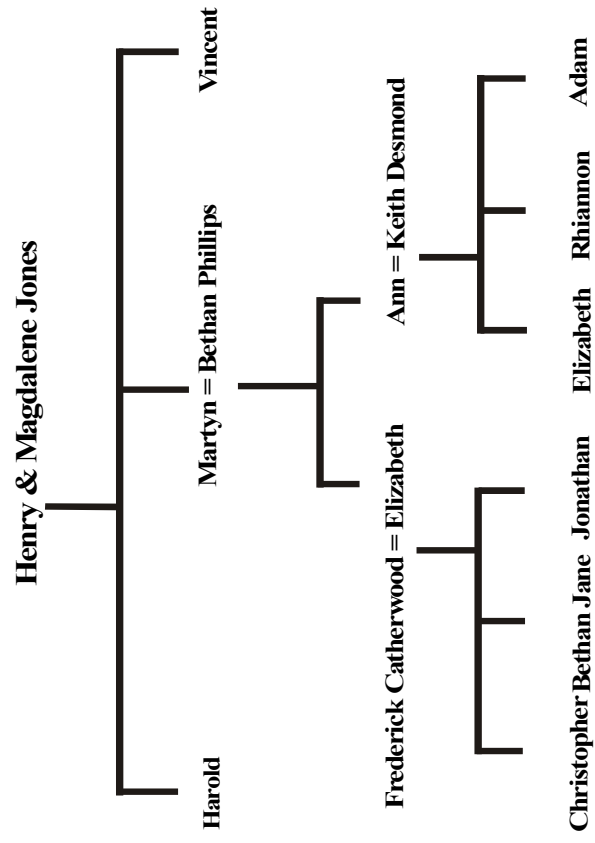 Henry & Magdalene Jones
Harold
Martyn = Bethan Phillips
Vincent
Frederick Catherwood = Elizabeth
Ann = Keith Desmond
Christopher
Bethan Jane
Jonathan
Elizabeth
Rhiannon
Adam